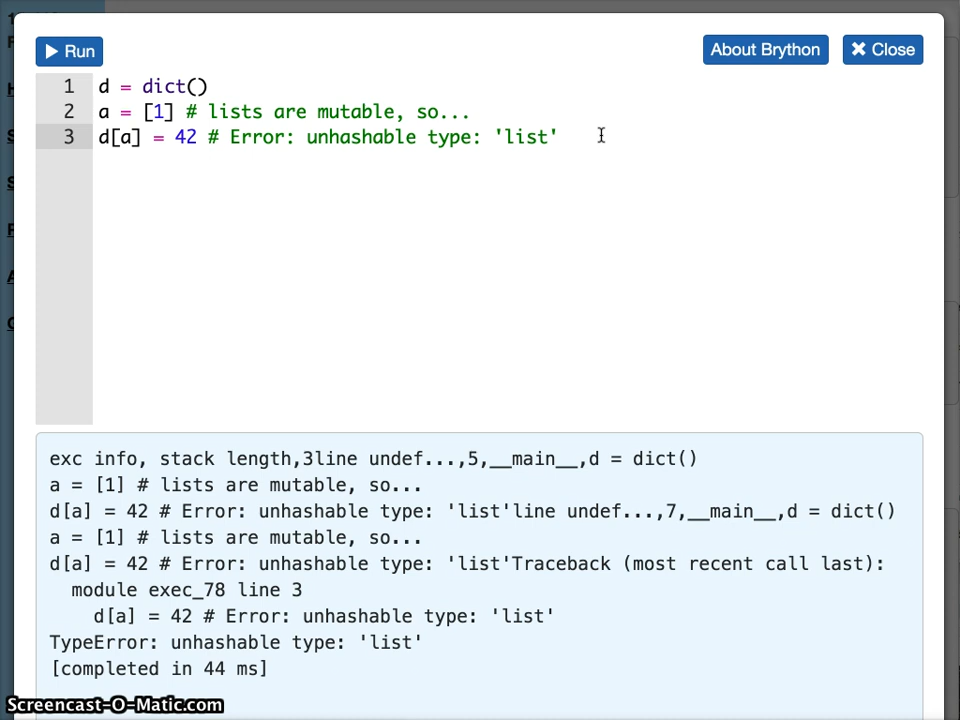 Run
About Brython
Close
1 d = dict()
2 a = [1] # lists are mutable, so...
3 d[a] = 42 # Error: unhashable type: 'list'
exc info, stack length,3line undef...,5,__main__,d = dict()
a = [1] # lists are mutable, so...
d[a] = 42 # Error: unhashable type: 'list'line undef...,7,__main__,d = dict()
a = [1] # lists are mutable, so...
d[a] = 42 # Error: unhashable type: 'list'Traceback (most recent call last):
module exec_78 line 3
d[a] = 42 # Error: unhashable type: 'list'
TypeError: unhashable type: 'list'
[completed in 44 ms]
Screencast-O-Matic.com